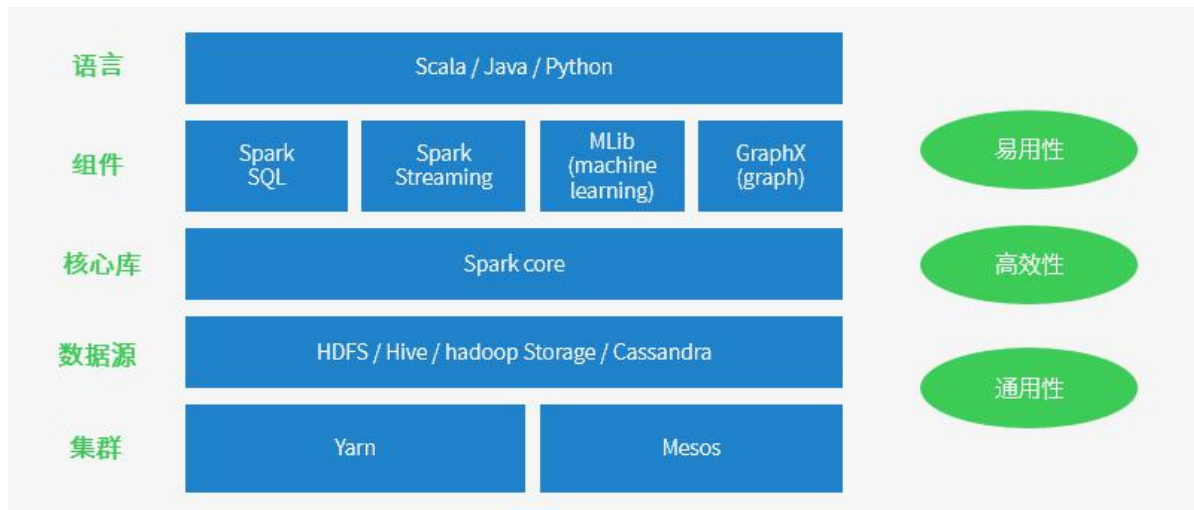 语言
Scala / Java / Python
组件
Spark
SQL
Spark
Streaming
MLib
(machine
learning)
GraphX
(graph)
核心库
Spark core
数据源
HDFS / Hive / hadoop Storage / Cassandra
集群
Yarn
Mesos
易用性
高效性
通用性